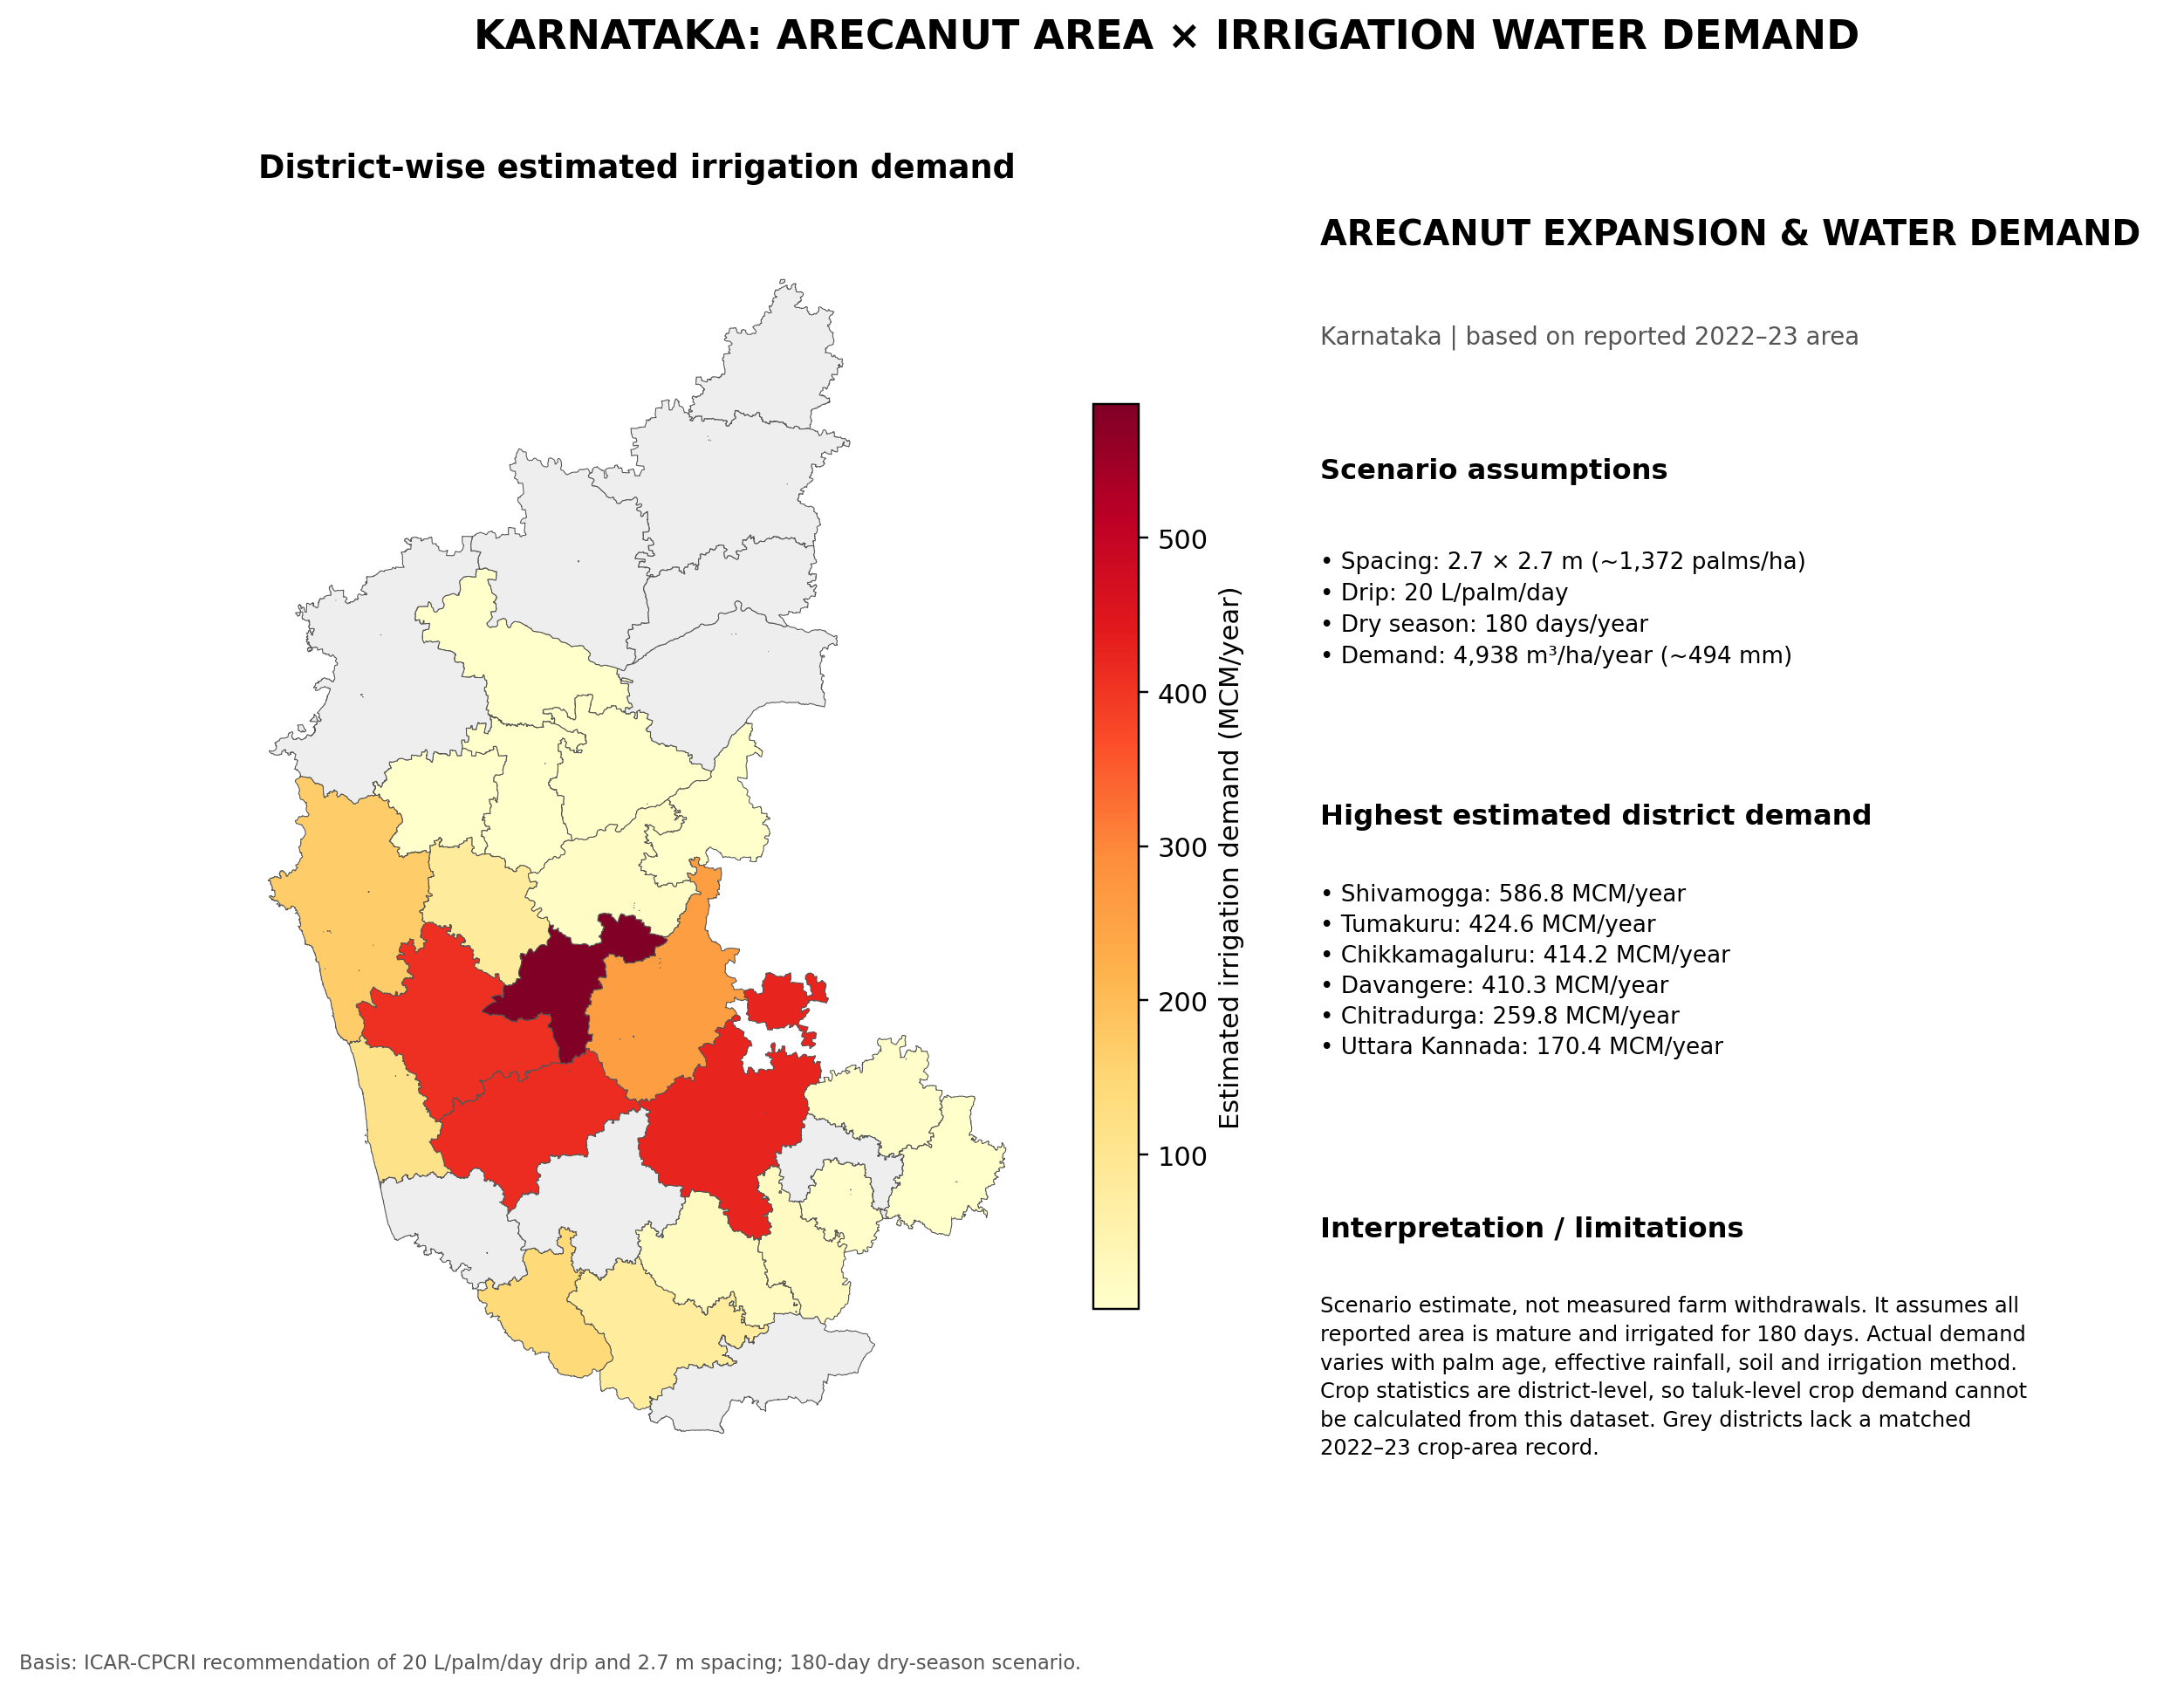 KARNATAKA: ARECANUT AREA × IRRIGATION WATER DEMAND
District-wise estimated irrigation demand
500
400
300
200
100
Estimated irrigation demand (MCM/year)
ARECANUT EXPANSION & WATER DEMAND
Karnataka | based on reported 2022–23 area
Scenario assumptions
• Spacing: 2.7 × 2.7 m (~1,372 palms/ha)
• Drip: 20 L/palm/day
• Dry season: 180 days/year
• Demand: 4,938 m³/ha/year (~494 mm)
Highest estimated district demand
• Shivamogga: 586.8 MCM/year
• Tumakuru: 424.6 MCM/year
• Chikkamagaluru: 414.2 MCM/year
• Davangere: 410.3 MCM/year
• Chitradurga: 259.8 MCM/year
• Uttara Kannada: 170.4 MCM/year
Interpretation / limitations
Scenario estimate, not measured farm withdrawals. It assumes all
reported area is mature and irrigated for 180 days. Actual demand
varies with palm age, effective rainfall, soil and irrigation method.
Crop statistics are district-level, so taluk-level crop demand cannot
be calculated from this dataset. Grey districts lack a matched
2022–23 crop-area record.
Basis: ICAR-CPCRI recommendation of 20 L/palm/day drip and 2.7 m spacing; 180-day dry-season scenario.